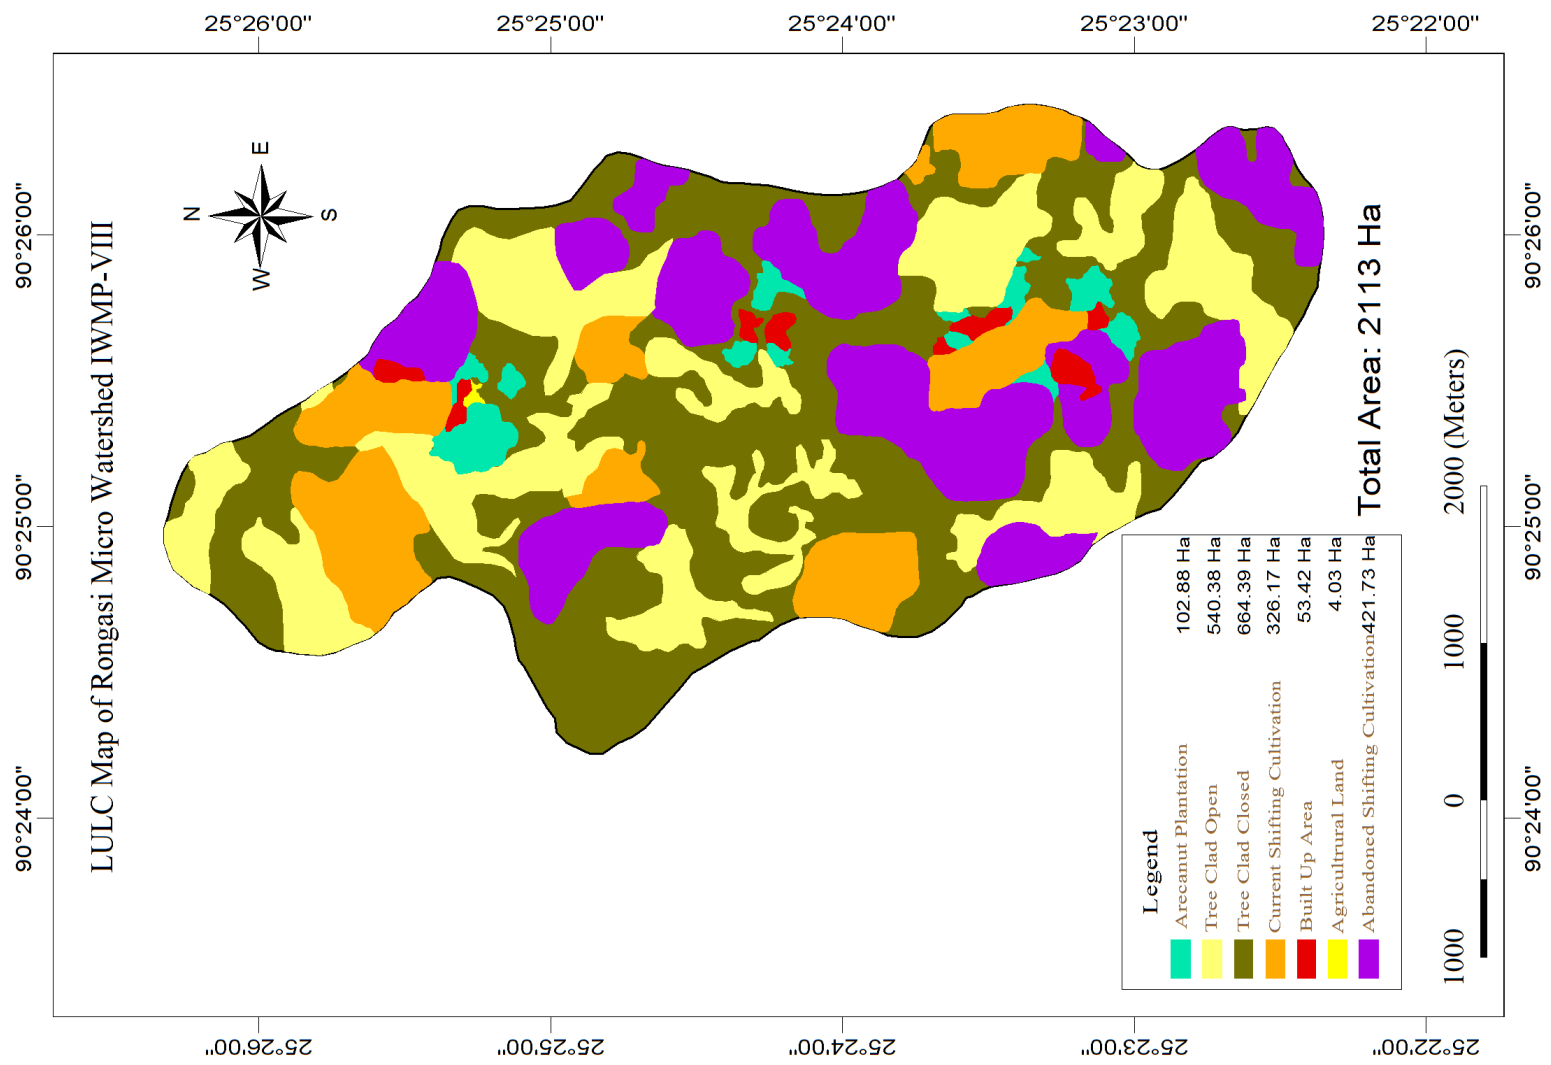 LULC Map of Rongasi Micro Watershed IWMP-VIII
25°26'00"
25°25'00"
25°24'00"
25°23'00"
25°22'00"
90°26'00"
90°25'00"
90°24'00"
N
E
S
W
90°26'00"
90°25'00"
90°24'00"
25°26'00"
25°25'00"
25°24'00"
25°23'00"
25°22'00"
Total Area: 2113 Ha
Legend
Arecanut Plantation 102.88 Ha
Tree Clad Open 540.38 Ha
Tree Clad Closed 664.39 Ha
Current Shifting Cultivation 326.17 Ha
Built Up Area 53.42 Ha
Agricultrural Land 4.03 Ha
Abandoned Shifting Cultivation 421.73 Ha
1000 0 1000 2000 (Meters)